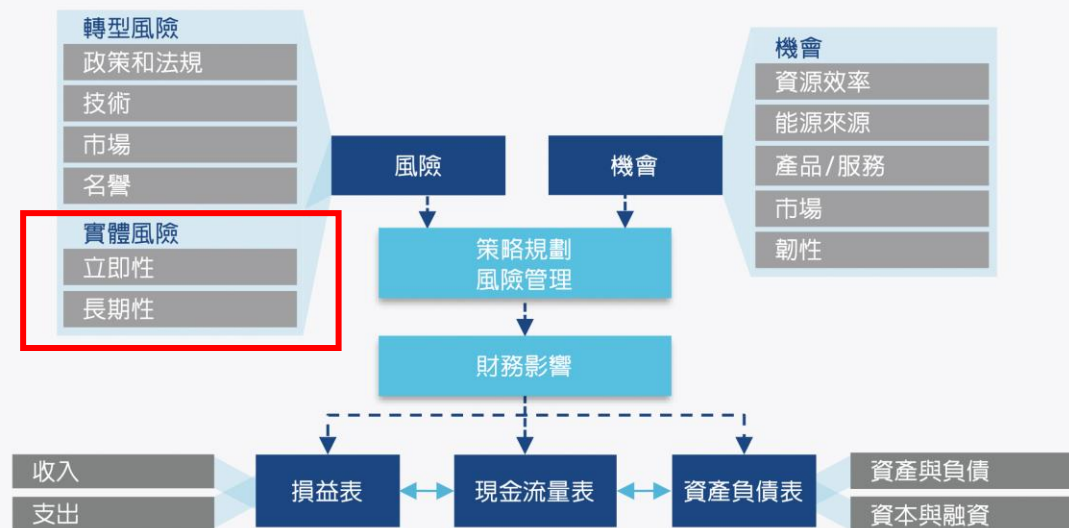 轉型風險
政策和法規
技術
市場
名譽
實體風險
立即性
長期性
風險
機會
機會
資源效率
能源來源
產品/服務
市場
韌性
策略規劃
風險管理
財務影響
收入
支出
損益表
現金流量表
資產負債表
資產與負債
資本與融資